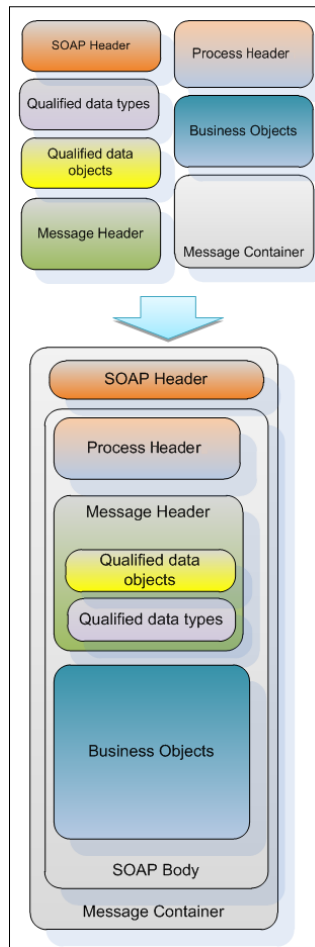 SOAP Header
Process Header
Qualified data types
Business Objects
Qualified data
objects
Message Header
Message Container
SOAP Header
Process Header
Message Header
Qualified data
objects
Qualified data types
Business Objects
SOAP Body
Message Container